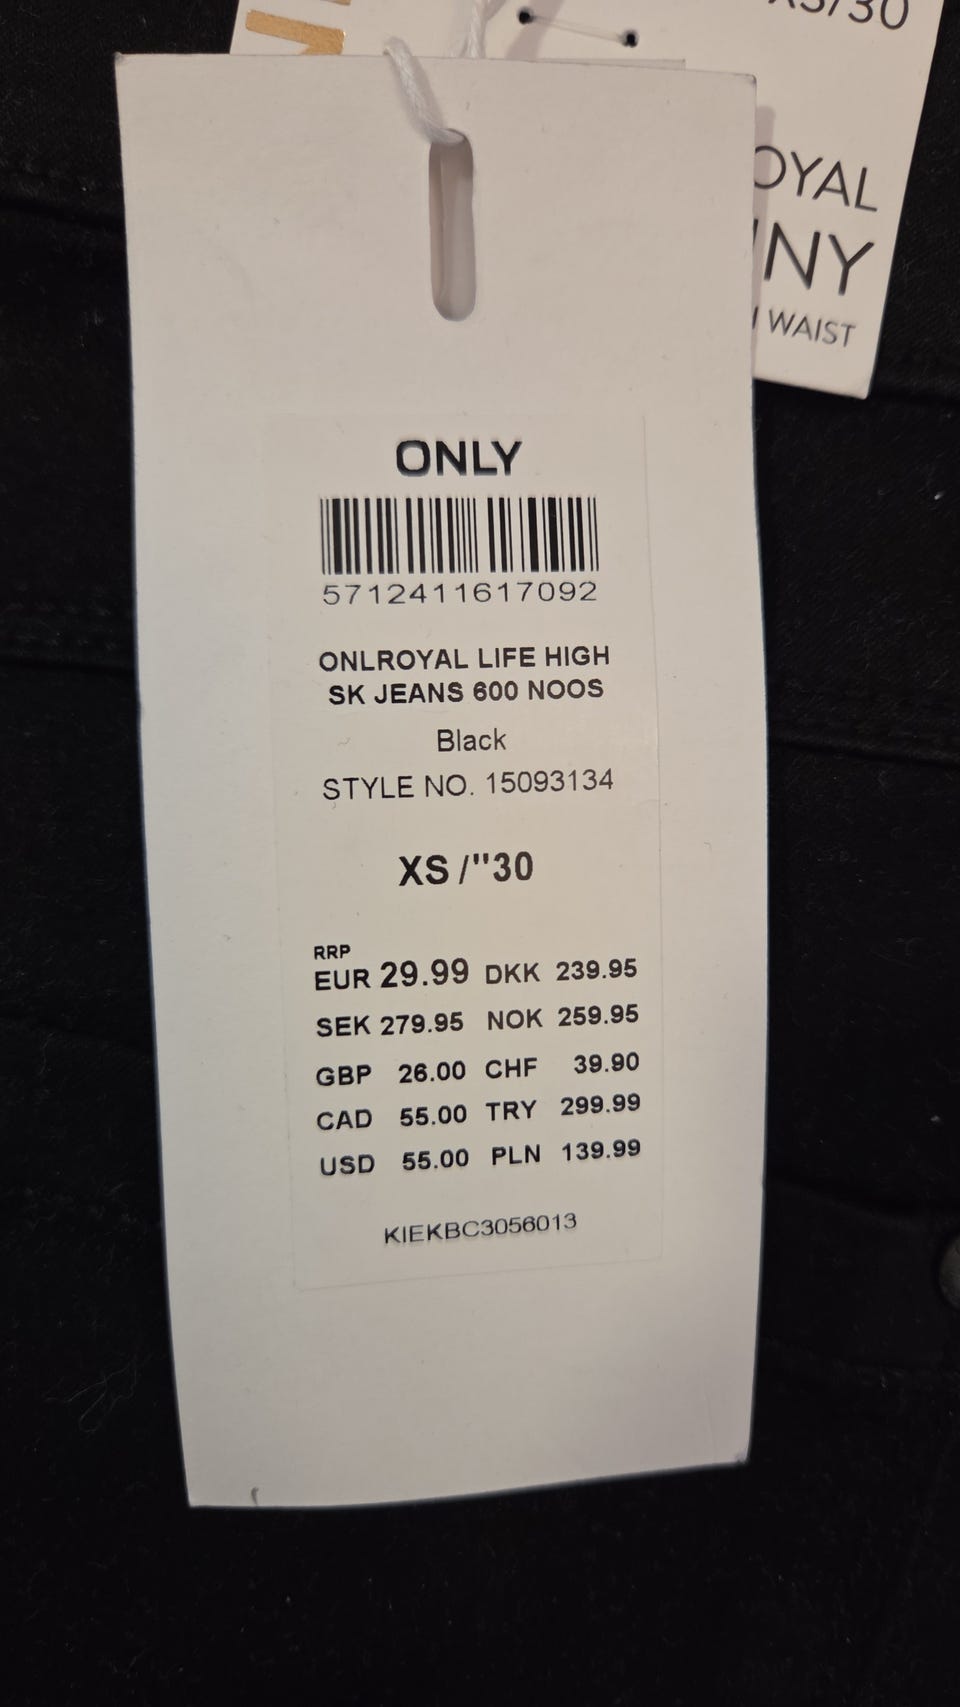 /30
OYAL
NY
WAIST
ONLY
5712411617092
ONLROYAL LIFE HIGH
SK JEANS 600 NOOS
Black
STYLE NO. 15093134
XS /"30
RRP
EUR 29.99 DKK 239.95
SEK 279.95 NOK 259.95
GBP 26.00 CHF 39.90
CAD 55.00 TRY 299.99
USD 55.00 PLN 139.99
KIEKBC3056013